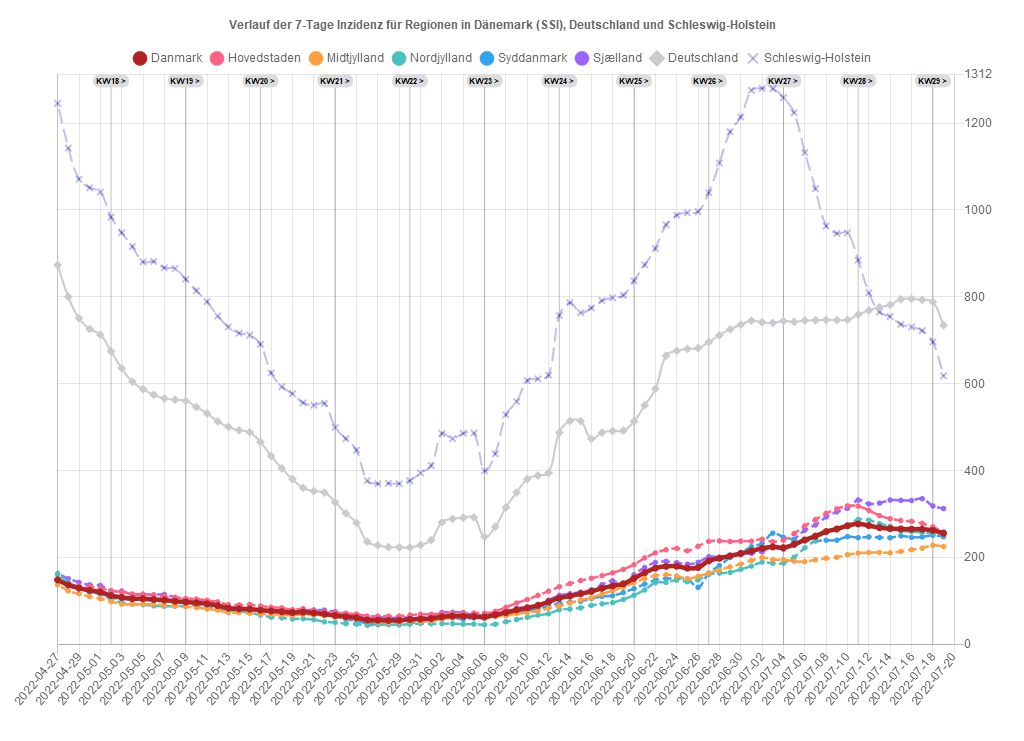 Verlauf der 7-Tage Inzidenz für Regionen in Dänemark (SSI), Deutschland und Schleswig-Holstein
Danmark Hovedstaden Midtjylland Nordjylland Syddanmark Sjælland Deutschland Schleswig-Holstein
KW18 > KW19 > KW20 > KW21 > KW22 > KW23 > KW24 > KW25 > KW26 > KW27 > KW28 > KW29 >
1312
1200
1000
800
600
400
200
0
2022-04-27 2022-04-29 2022-05-01 2022-05-03 2022-05-05 2022-05-07 2022-05-09 2022-05-11 2022-05-13 2022-05-15 2022-05-17 2022-05-19 2022-05-21 2022-05-23 2022-05-25 2022-05-27 2022-05-29 2022-05-31 2022-06-02 2022-06-04 2022-06-06 2022-06-08 2022-06-10 2022-06-12 2022-06-14 2022-06-16 2022-06-18 2022-06-20 2022-06-22 2022-06-24 2022-06-26 2022-06-28 2022-06-30 2022-07-02 2022-07-04 2022-07-06 2022-07-08 2022-07-10 2022-07-12 2022-07-14 2022-07-16 2022-07-18 2022-07-20